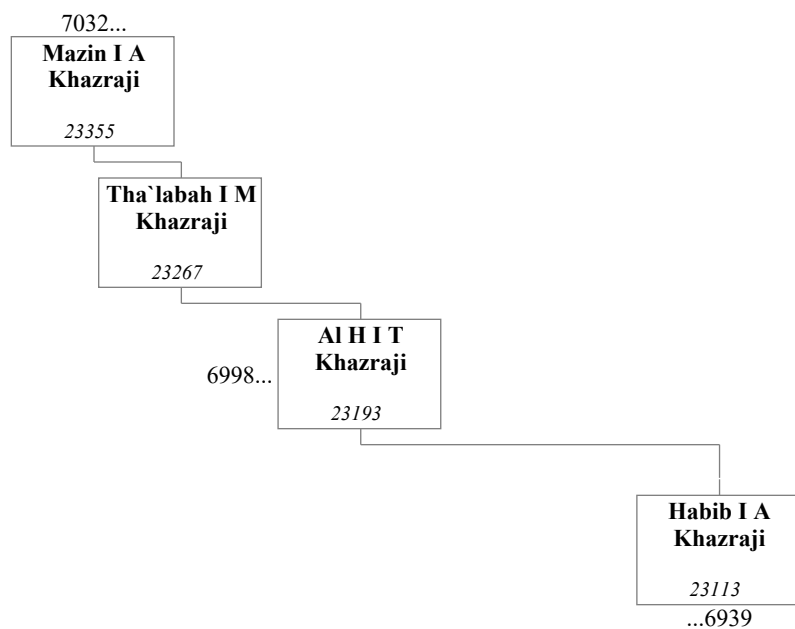 7032...
Mazin I A
Khazraji
23355
Tha`labah I M
Khazraji
23267
Al H I T
Khazraji
6998...
23193
Habib I A
Khazraji
23113
...6939